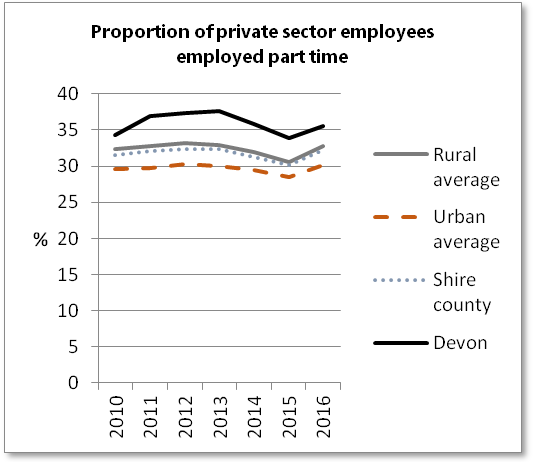 Proportion of private sector employees
employed part time
40
35
30
25
20
15
10
5
0
%
2010
2011
2012
2013
2014
2015
2016
Rural
average
Urban
average
Shire
county
Devon